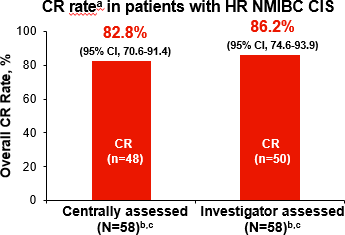 CR rateᵃ in patients with HR NMIBC CIS
82.8%
(95% CI, 70.6-91.4)
86.2%
(95% CI, 74.6-93.9)
Overall CR Rate, %
100
80
60
40
20
0
CR
(n=48)
CR
(n=50)
Centrally assessed
(N=58)ᵇ,ᶜ
Investigator assessed
(N=58)ᵇ,ᶜ